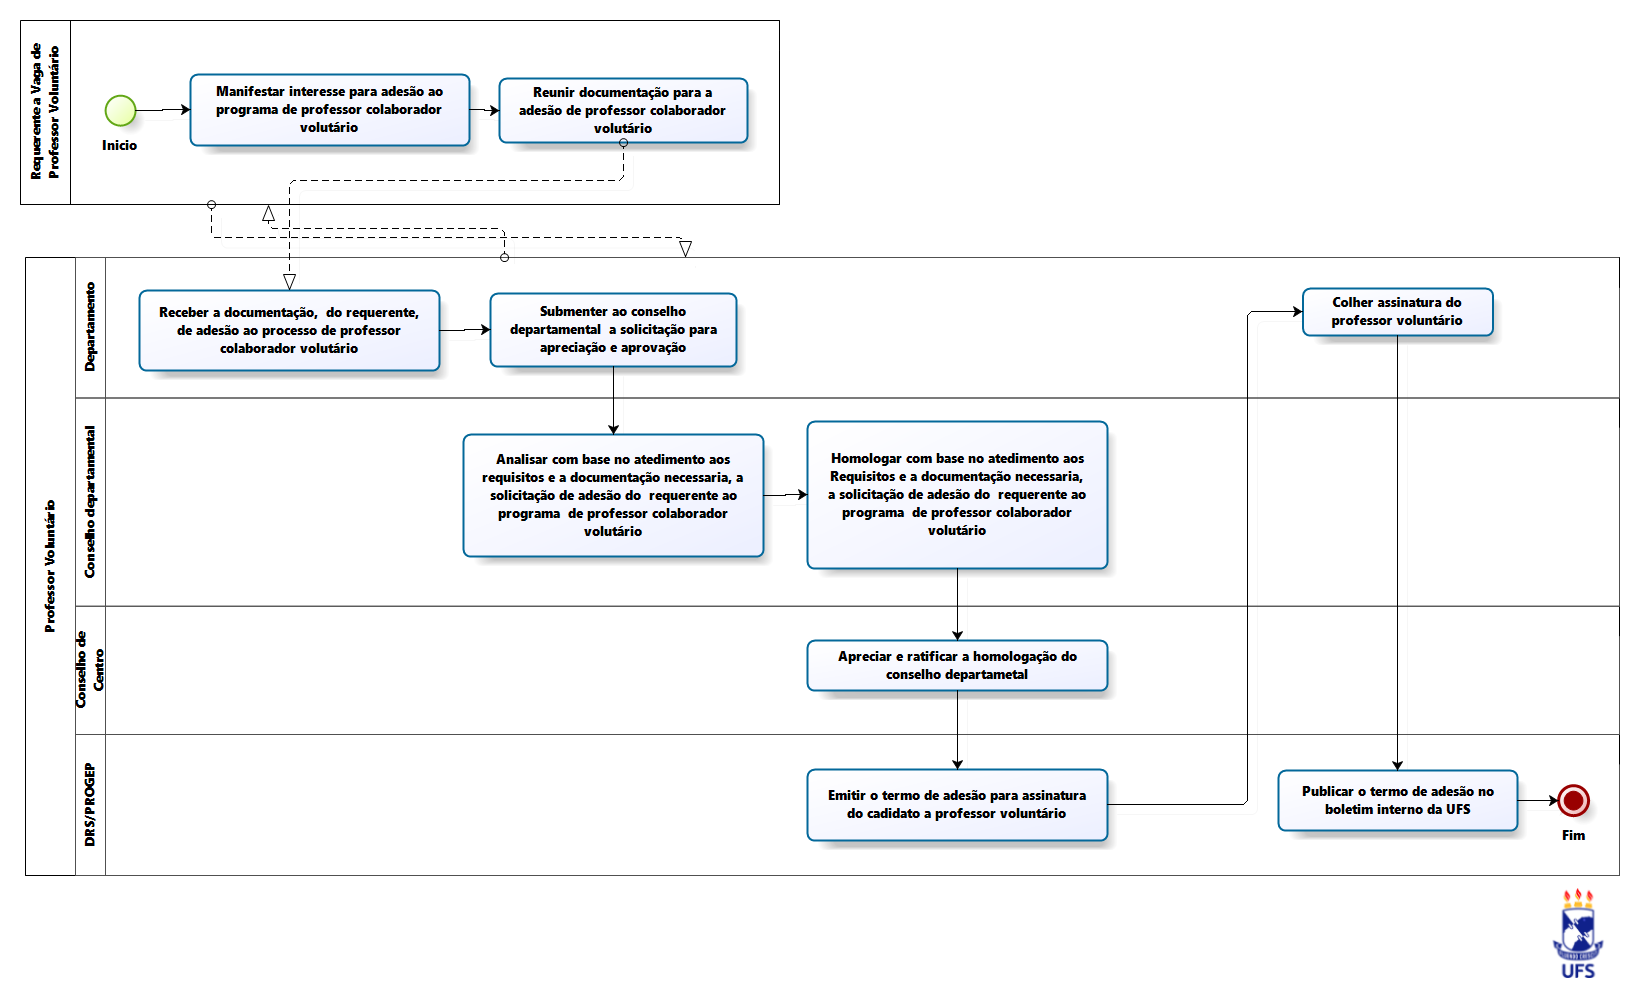 Requerente a Vaga de
Professor Voluntário
Inicio
Manifestar interesse para adesão ao
programa de professor colaborador
volutário
Reunir documentação para a
adesão de professor colaborador
volutário
Professor Voluntário
Departamento
Receber a documentação, do requerente,
de adesão ao processo de professor
colaborador volutário
Submenter ao conselho
departamental a solicitação para
apreciação e aprovação
Colher assinatura do
professor voluntário
Conselho departamental
Analisar com base no atedimento aos
requisitos e a documentação necessaria, a
solicitação de adesão do requerente ao
programa de professor colaborador
volutário
Homologar com base no atedimento aos
Requisitos e a documentação necessaria,
a solicitação de adesão do requerente ao
programa de professor colaborador
volutário
Conselho de
Centro
Apreciar e ratificar a homologação do
conselho departametal
DRS/PROGEP
Emitir o termo de adesão para assinatura
do cadidato a professor voluntário
Publicar o termo de adesão no
boletim interno da UFS
Fim
UFS